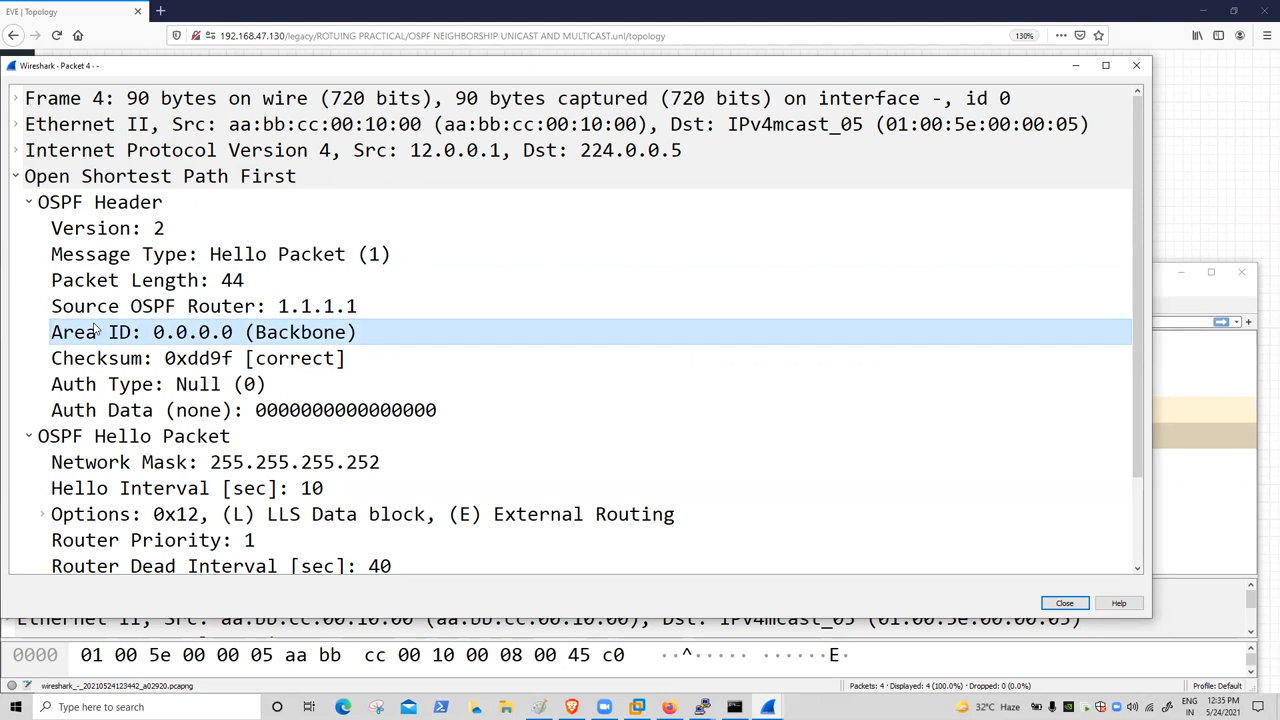 EVE | Topology
192.168.47.130/legacy/ROTUING PRACTICAL/OSPF NEIGHBORSHIP UNICAST AND MULTICAST.unl/topology
130%
Wireshark · Packet 4 · -
Frame 4: 90 bytes on wire (720 bits), 90 bytes captured (720 bits) on interface -, id 0
Ethernet II, Src: aa:bb:cc:00:10:00 (aa:bb:cc:00:10:00), Dst: IPv4mcast_05 (01:00:5e:00:00:05)
Internet Protocol Version 4, Src: 12.0.0.1, Dst: 224.0.0.5
Open Shortest Path First
OSPF Header
Version: 2
Message Type: Hello Packet (1)
Packet Length: 44
Source OSPF Router: 1.1.1.1
Area ID: 0.0.0.0 (Backbone)
Checksum: 0xdd9f [correct]
Auth Type: Null (0)
Auth Data (none): 0000000000000000
OSPF Hello Packet
Network Mask: 255.255.255.252
Hello Interval [sec]: 10
Options: 0x12, (L) LLS Data block, (E) External Routing
Router Priority: 1
Router Dead Interval [sec]: 40
Close
Help
Ethernet II, Src: aa:bb:cc:00:10:00 (aa:bb:cc:00:10:00), Dst: IPv4mcast_05 (01:00:5e:00:00:05)
0000 01 00 5e 00 00 05 aa bb cc 00 10 00 08 00 45 c0 ··^····· ······E·
wireshark_-_20210524123442_a02920.pcapng
Packets: 4 · Displayed: 4 (100.0%) · Dropped: 0 (0.0%)
Profile: Default
Type here to search
32°C Haze
ENG
IN
12:35 PM
5/24/2021